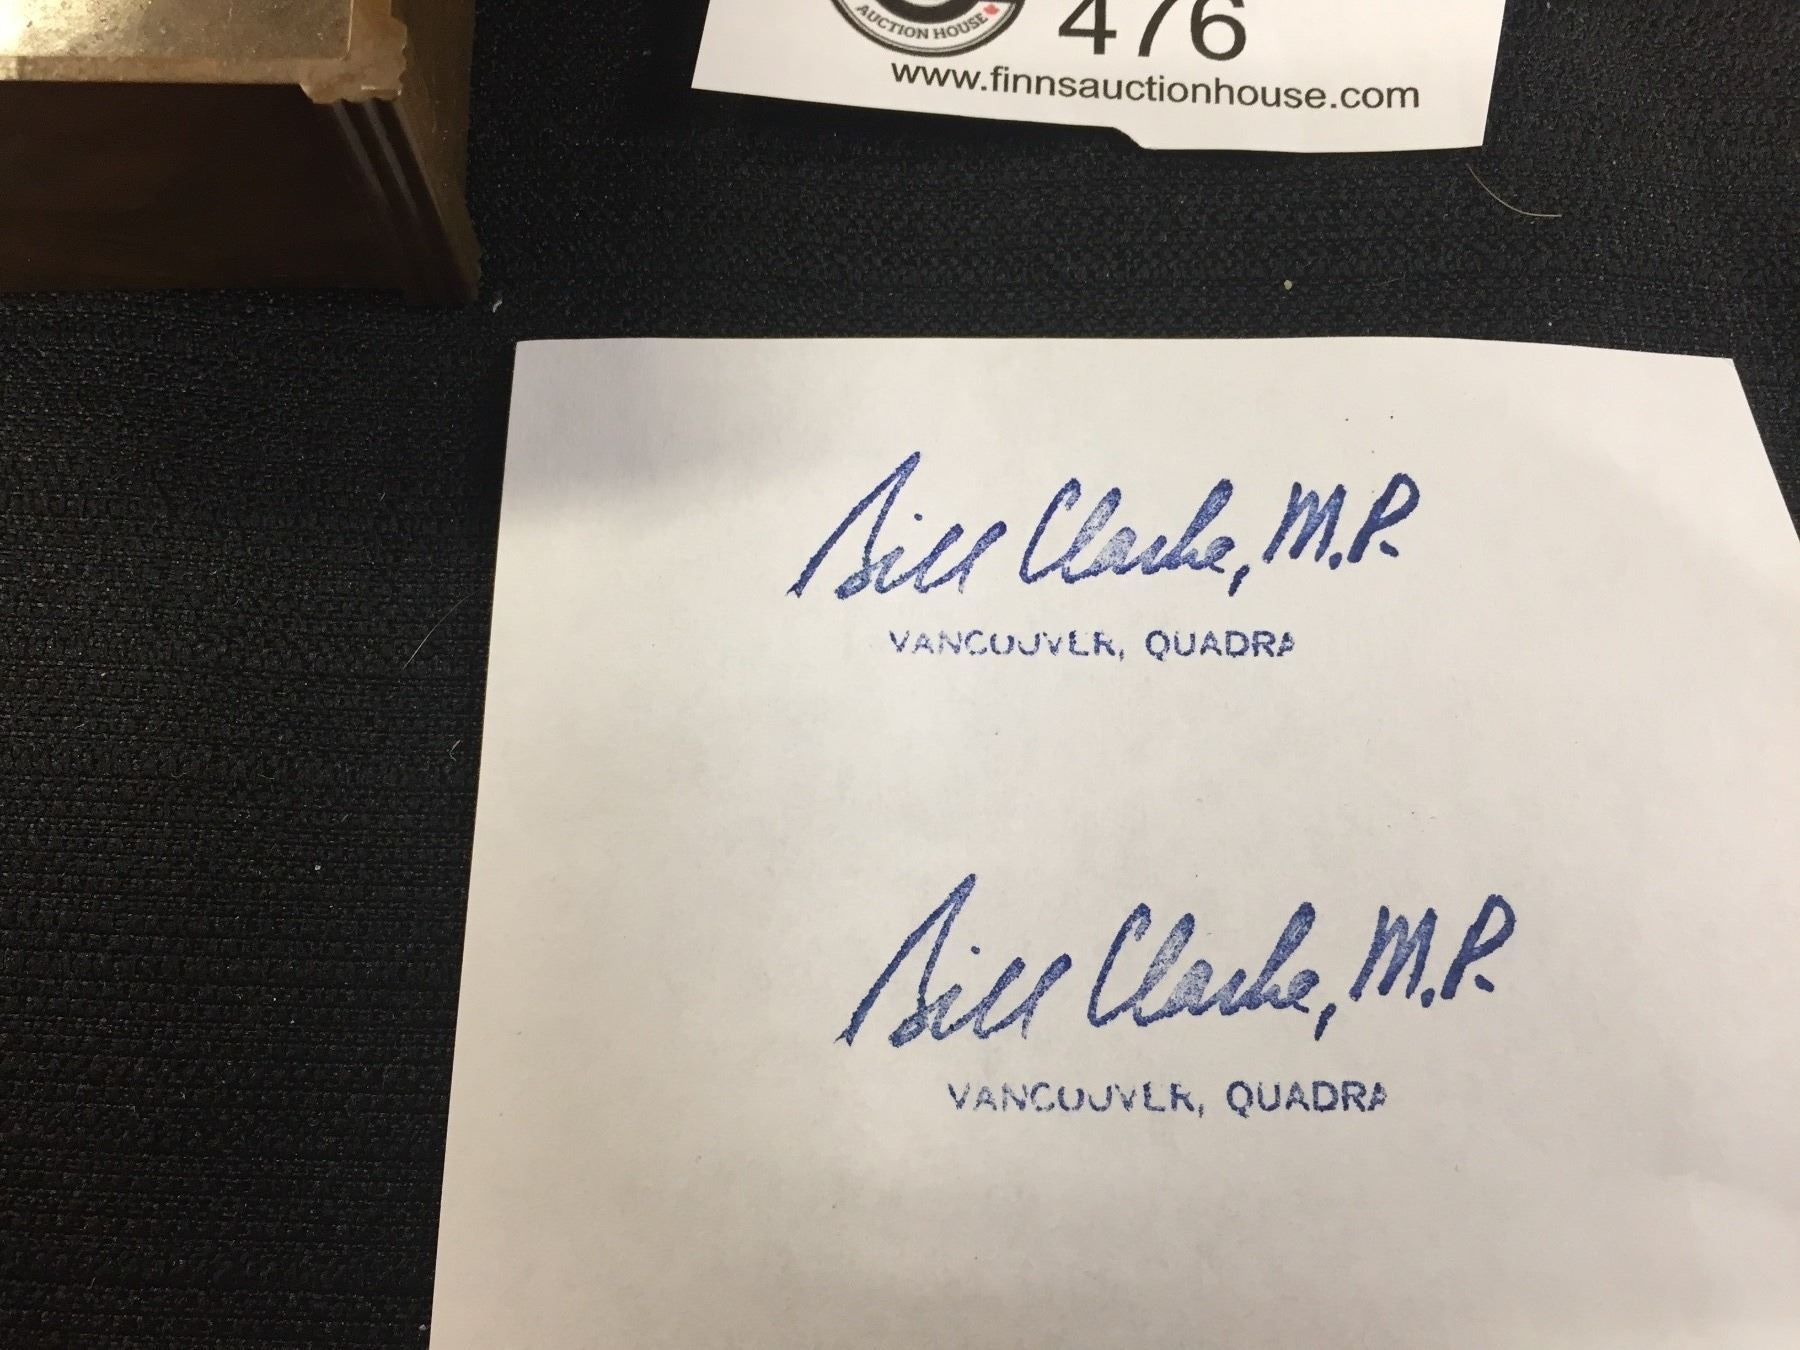 AUCTION HOUSE
476
www.finnsauctionhouse.com
Bill Clarke, M.P.
VANCOUVER, QUADRA
Bill Clarke, M.P.
VANCOUVER, QUADRA